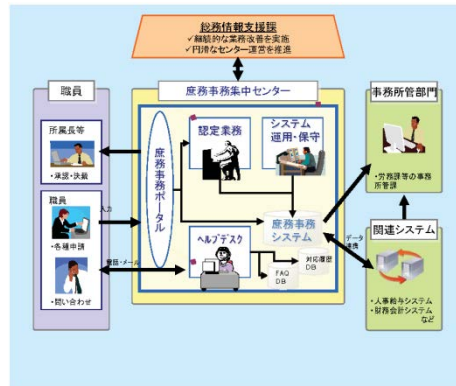 総務情報支援課
✓継続的な業務改善を実施
✓円滑なセンター運営を推進
職員
所属長等
・承認・決裁
職員
・各種申請
・問い合わせ
入力
電話・メール
庶務事務集中センター
庶務事務ポータル
認定業務
システム
運用・保守
庶務事務
システム
ヘルプデスク
FAQ
DB
対応履歴
DB
データ
連携
事務所管部門
・労務課等の事務
所管課
関連システム
・人事給与システム
・財務会計システム
など